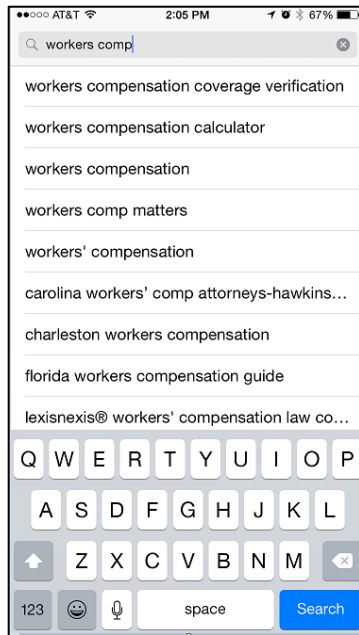 AT&T 2:05 PM 67%
workers comp
workers compensation coverage verification
workers compensation calculator
workers compensation
workers comp matters
workers' compensation
carolina workers’ comp attorneys-hawkins...
charleston workers compensation
florida workers compensation guide
lexisnexis® workers' compensation law co...
Q W E R T Y U I O P
A S D F G H J K L
Z X C V B N M
123 space Search